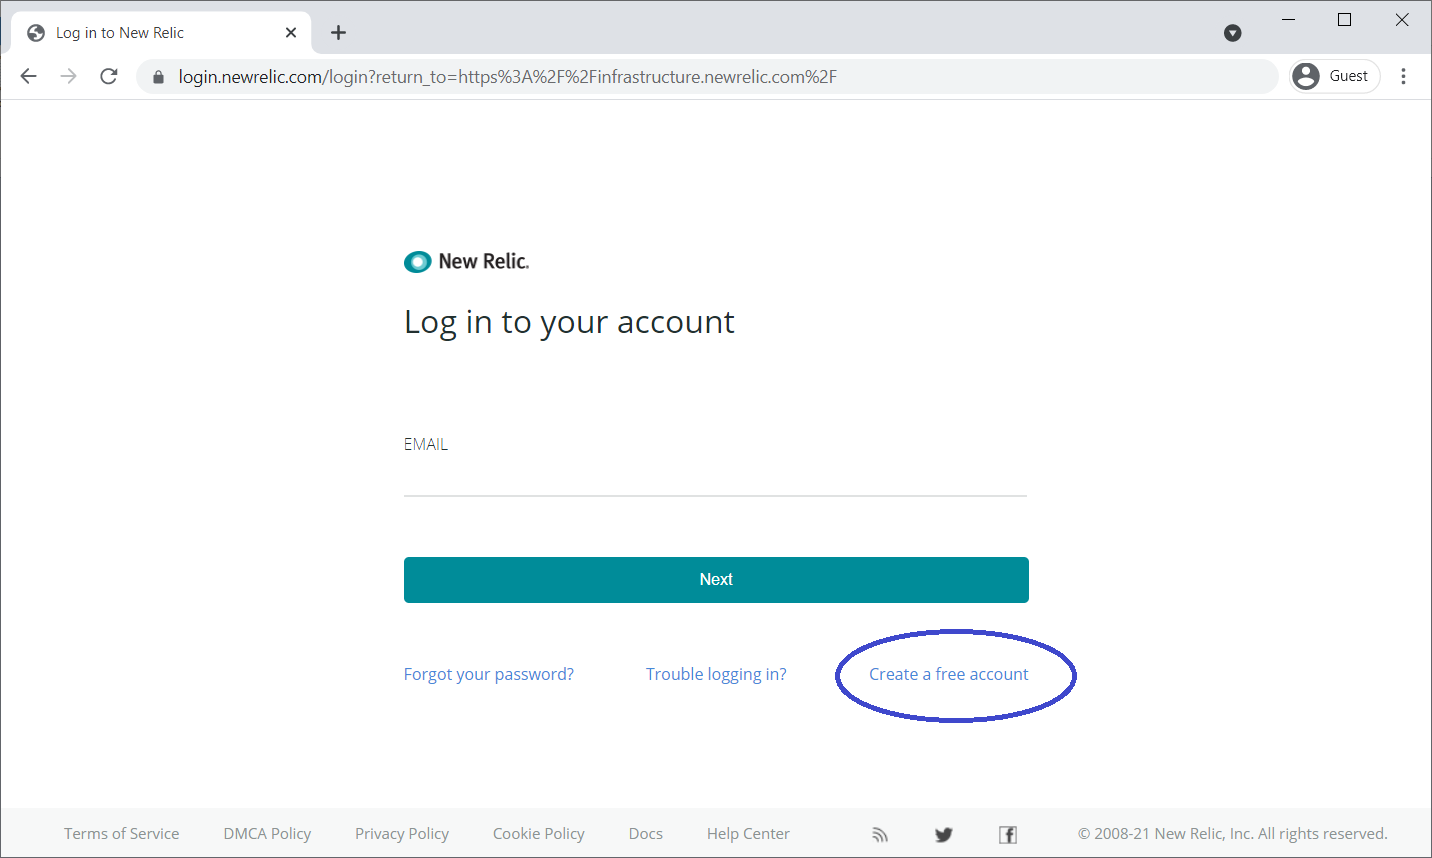 Log in to New Relic
login.newrelic.com/login?return_to=https%3A%2F%2Finfrastructure.newrelic.com%2F
Guest
New Relic.
Log in to your account
EMAIL
Next
Forgot your password? Trouble logging in? Create a free account
Terms of Service DMCA Policy Privacy Policy Cookie Policy Docs Help Center © 2008-21 New Relic, Inc. All rights reserved.